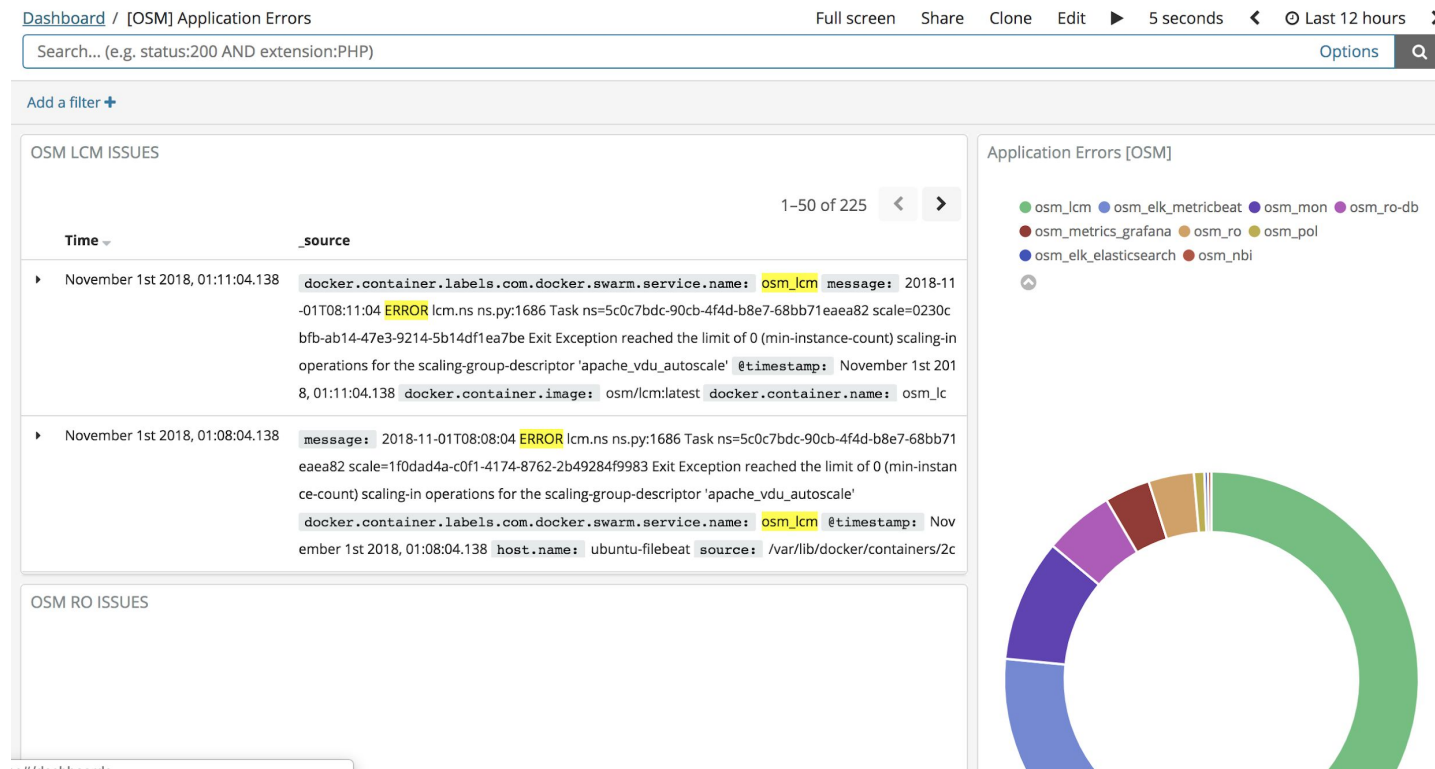 Dashboard / [OSM] Application Errors Full screen Share Clone Edit 5 seconds Last 12 hours
Search... (e.g. status:200 AND extension:PHP) Options
Add a filter +
OSM LCM ISSUES
1–50 of 225
Time _source
November 1st 2018, 01:11:04.138 docker.container.labels.com.docker.swarm.service.name: osm_lcm message: 2018-11
-01T08:11:04 ERROR lcm.ns ns.py:1686 Task ns=5c0c7bdc-90cb-4f4d-b8e7-68bb71eaea82 scale=0230c
bfb-ab14-47e3-9214-5b14df1ea7be Exit Exception reached the limit of 0 (min-instance-count) scaling-in
operations for the scaling-group-descriptor 'apache_vdu_autoscale' @timestamp: November 1st 201
8, 01:11:04.138 docker.container.image: osm/lcm:latest docker.container.name: osm_lc
November 1st 2018, 01:08:04.138 message: 2018-11-01T08:08:04 ERROR lcm.ns ns.py:1686 Task ns=5c0c7bdc-90cb-4f4d-b8e7-68bb71
eaea82 scale=1f0dad4a-c0f1-4174-8762-2b49284f9983 Exit Exception reached the limit of 0 (min-instan
ce-count) scaling-in operations for the scaling-group-descriptor 'apache_vdu_autoscale'
docker.container.labels.com.docker.swarm.service.name: osm_lcm @timestamp: Nov
ember 1st 2018, 01:08:04.138 host.name: ubuntu-filebeat source: /var/lib/docker/containers/2c
OSM RO ISSUES
Application Errors [OSM]
osm_lcm osm_elk_metricbeat osm_mon osm_ro-db
osm_metrics_grafana osm_ro osm_pol
osm_elk_elasticsearch osm_nbi